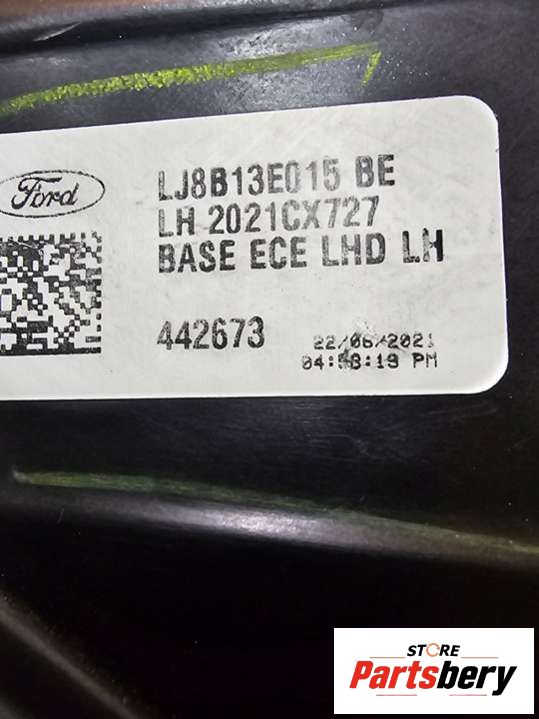 Ford
LJ8B13E015 BE
LH 2021CX727
BASE ECE LHD LH
442673
22/06/2021
04:58:19 PM
STORE
Partsbery